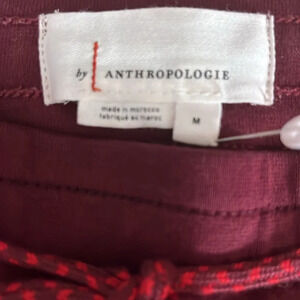 by ANTHROPOLOGIE
made in morocco
fabriqué au maroc
M